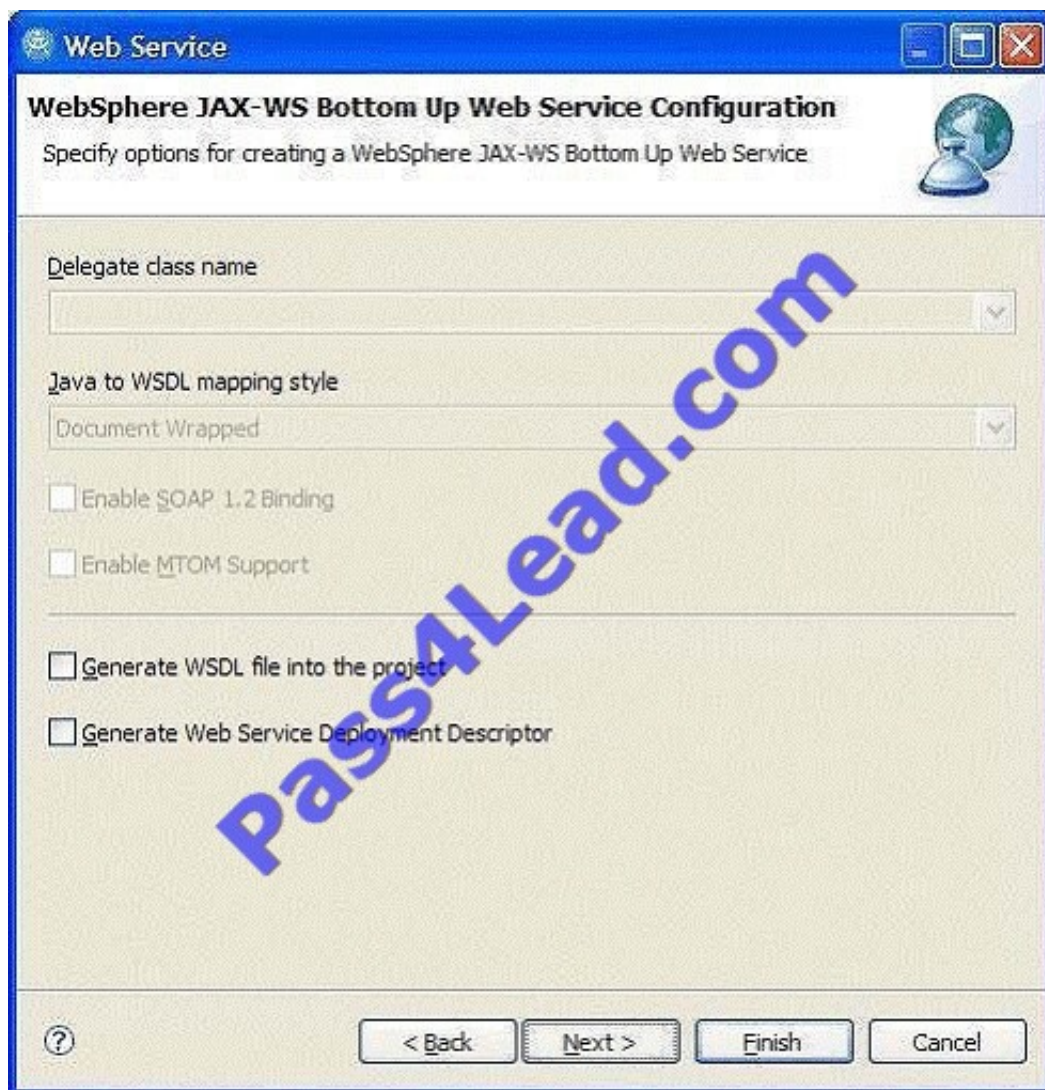 Web Service
WebSphere JAX-WS Bottom Up Web Service Configuration
Specify options for creating a WebSphere JAX-WS Bottom Up Web Service
Delegate class name
Java to WSDL mapping style
Document Wrapped
Enable SOAP 1.2 Binding
Enable MTOM Support
Generate WSDL file into the project
Generate Web Service Deployment Descriptor
Pass4Lead.com
?
< Back
Next >
Finish
Cancel